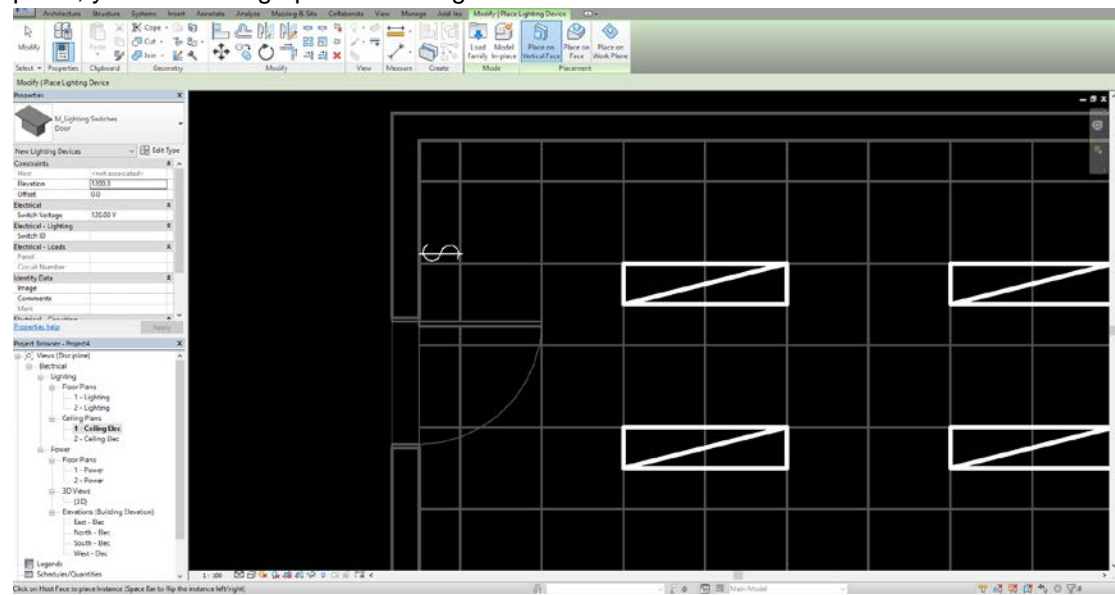 Architecture Structure Systems Insert Annotate Analyze Massing & Site Collaborate View Manage Add-Ins Modify | Place Lighting Device
Modify
Paste
Cope
Cut
Join
Load Family
Model In-place
Place on Vertical Face
Place on Face
Place on Work Plane
Select Properties Clipboard Geometry Modify View Measure Create Mode Placement
Modify | Place Lighting Device
Properties X
M_Lighting Switches
Door
New Lighting Devices Edit Type
Constraints
Host <not associated>
Elevation 1200.0
Offset 0.0
Electrical
Switch Voltage 120.00 V
Electrical - Lighting
Switch ID
Electrical - Loads
Panel
Circuit Number
Identity Data
Image
Comments
Mark
Electrical - Circuiting
Properties help Apply
Project Browser - Project4 X
Views (Discipline)
Electrical
Lighting
Floor Plans
1 - Lighting
2 - Lighting
Ceiling Plans
1 - Ceiling Elec
2 - Ceiling Elec
Power
Floor Plans
1 - Power
2 - Power
3D Views
{3D}
Elevations (Building Elevation)
East - Elec
North - Elec
South - Elec
West - Elec
Legends
Schedules/Quantities
1 : 100
Click on Host Face to place Instance (Space Bar to flip the instance left/right)
Main Model